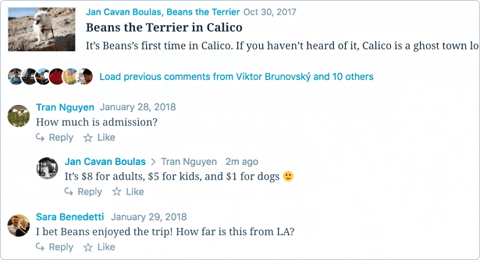 Jan Cavan Boulas, Beans the Terrier Oct 30, 2017
Beans the Terrier in Calico
It's Beans's first time in Calico. If you haven't heard of it, Calico is a ghost town lo
Load previous comments from Viktor Brunovský and 10 others
Tran Nguyen January 28, 2018
How much is admission?
Reply Like
Jan Cavan Boulas > Tran Nguyen 2m ago
It's $8 for adults, $5 for kids, and $1 for dogs 🙂
Reply Like
Sara Benedetti January 29, 2018
I bet Beans enjoyed the trip! How far is this from LA?
Reply Like